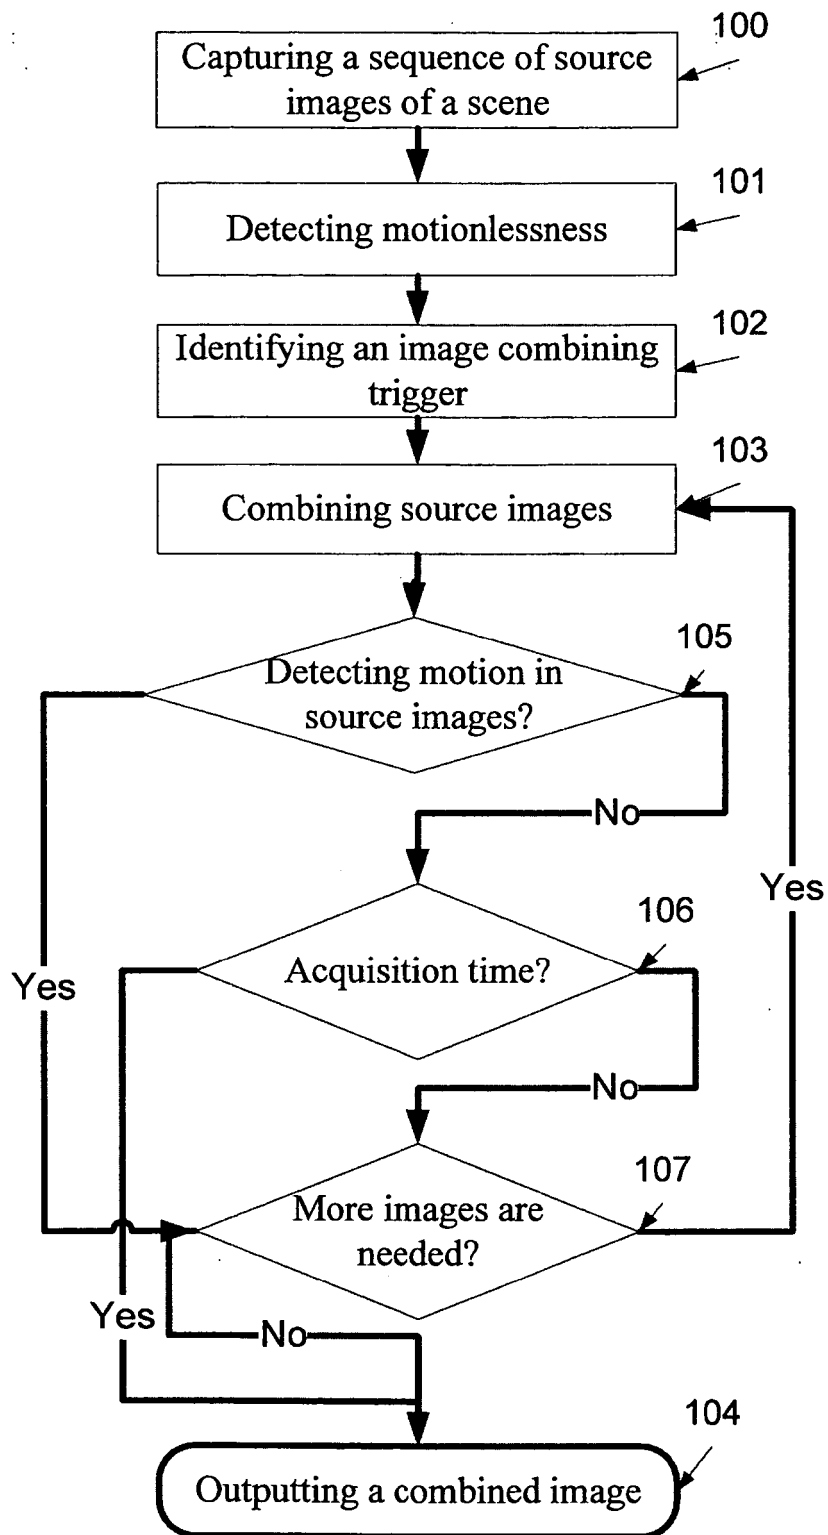 100
Capturing a sequence of source
images of a scene
101
Detecting motionlessness
102
Identifying an image combining
trigger
103
Combining source images
105
Detecting motion in
source images?
No
Yes
106
Acquisition time?
Yes
No
107
More images are
needed?
Yes
No
104
Outputting a combined image